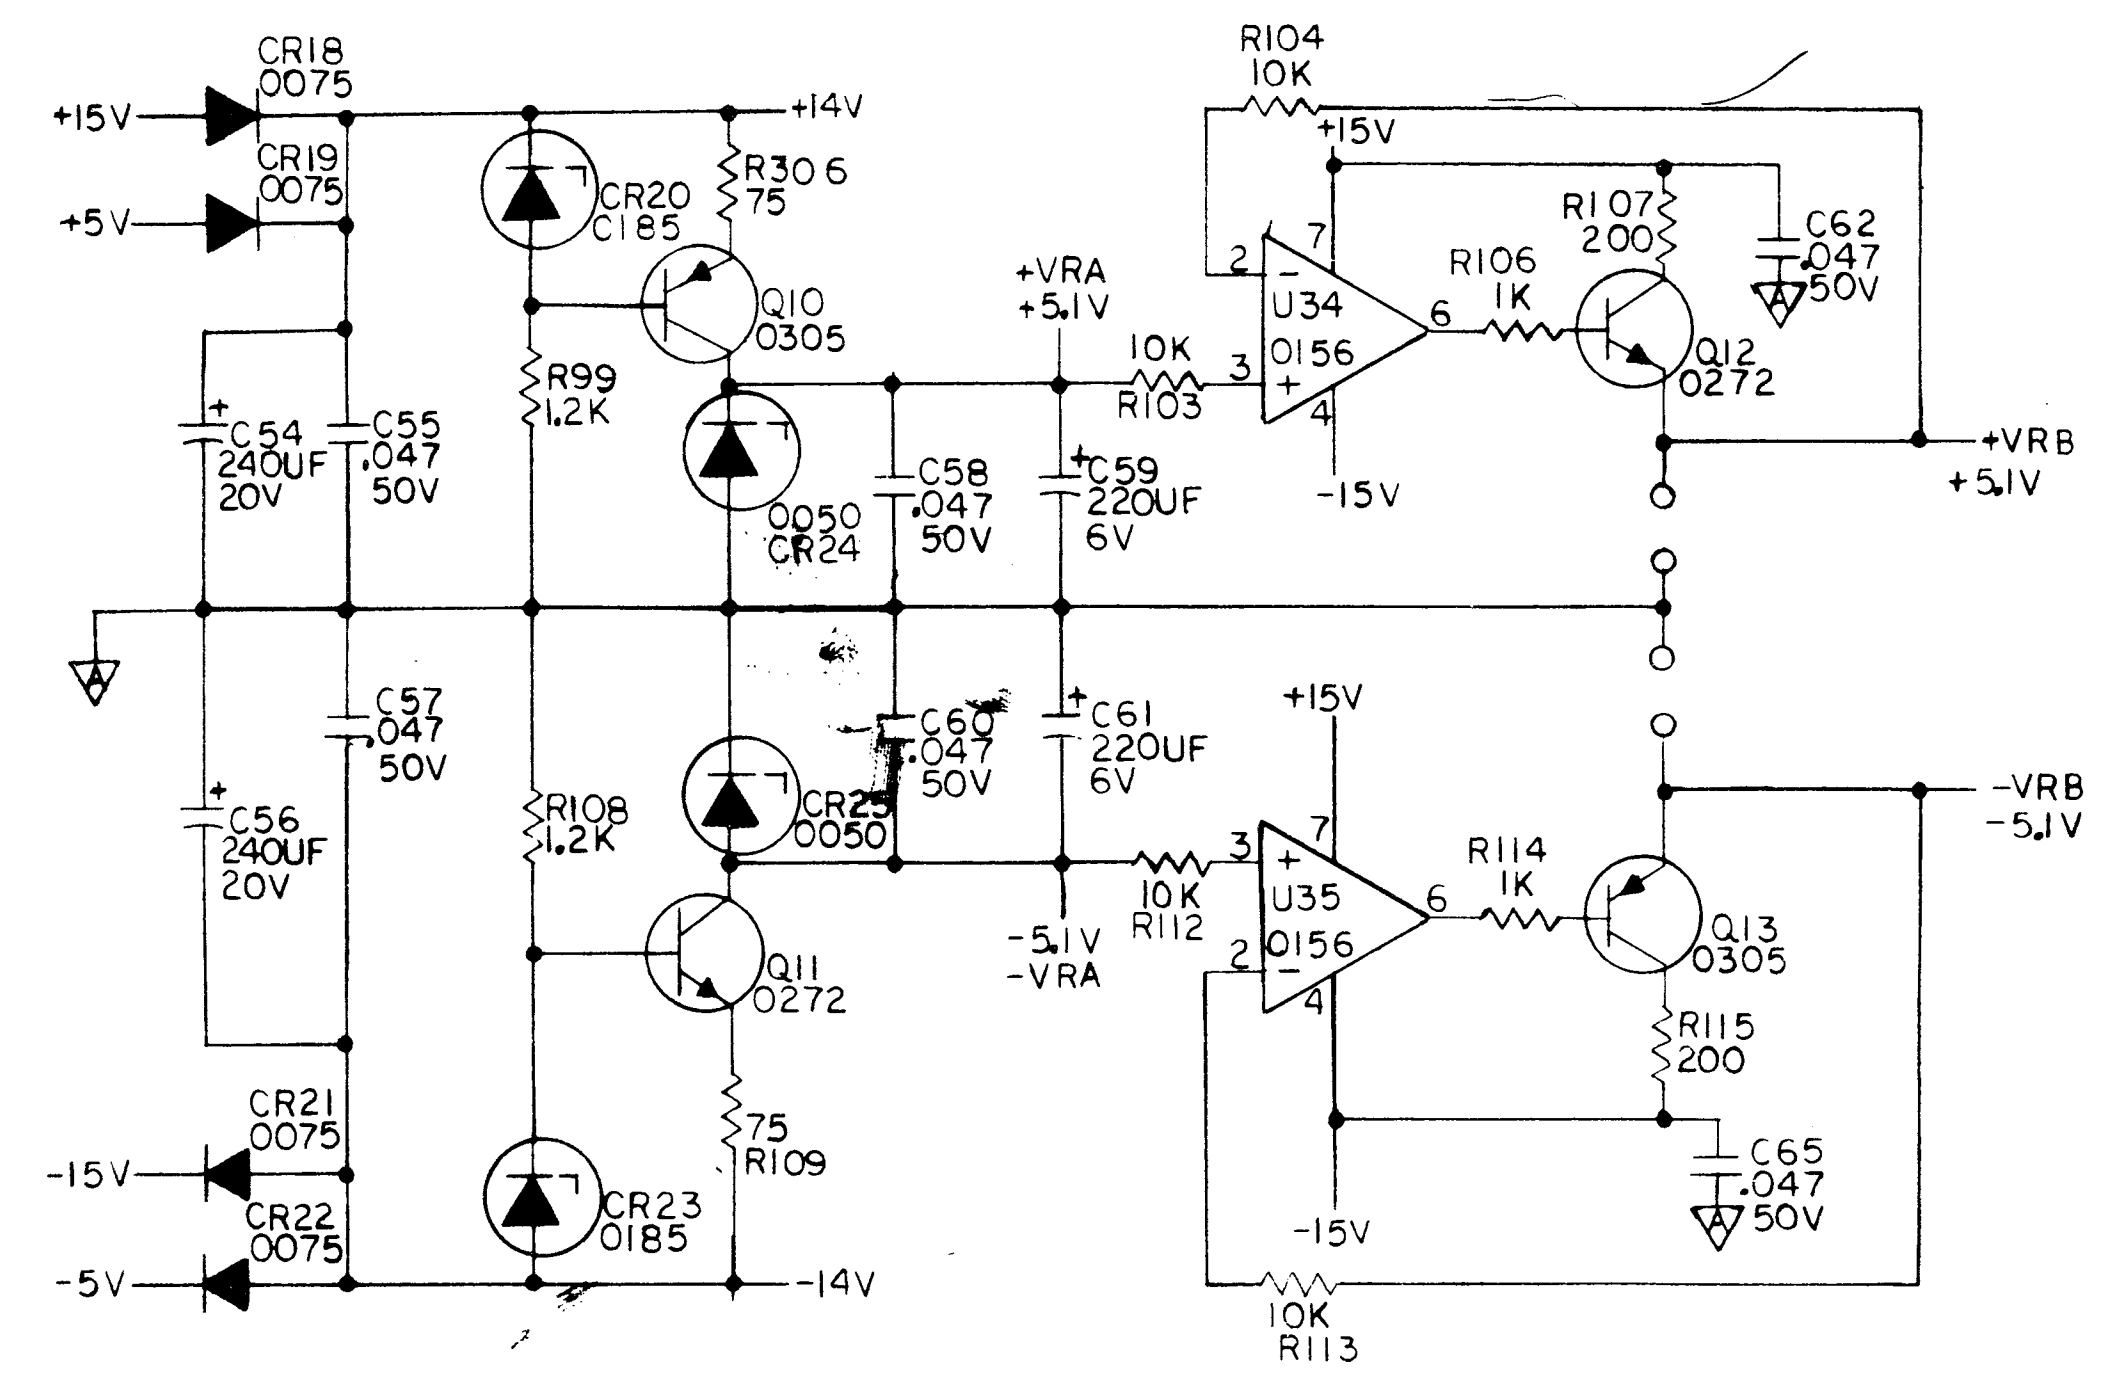 CR18
0075
+15V
+14V
CR19
0075
+5V
CR20
C185
R306
75
Q10
0305
R99
1.2K
+
C54
240UF
20V
C55
.047
50V
0050
CR24
C58
.047
50V
+VRA
+5.1V
+
C59
220UF
6V
10K
R103
R104
10K
+15V
2
-
7
U34
0156
3
+
4
6
-15V
R106
1K
R107
200
C62
.047
50V
A
Q12
0272
+VRB
+5.1V
A
C57
.047
50V
+
C56
240UF
20V
R108
1.2K
CR25
0050
C60
.047
50V
+
C61
220UF
6V
-5.1V
-VRA
Q11
0272
75
R109
CR21
0075
-15V
CR22
0075
-5V
CR23
0185
-14V
10K
R112
+15V
7
3
+
U35
0156
2
-
4
6
-15V
R114
1K
Q13
0305
-VRB
-5.1V
R115
200
C65
.047
50V
A
10K
R113